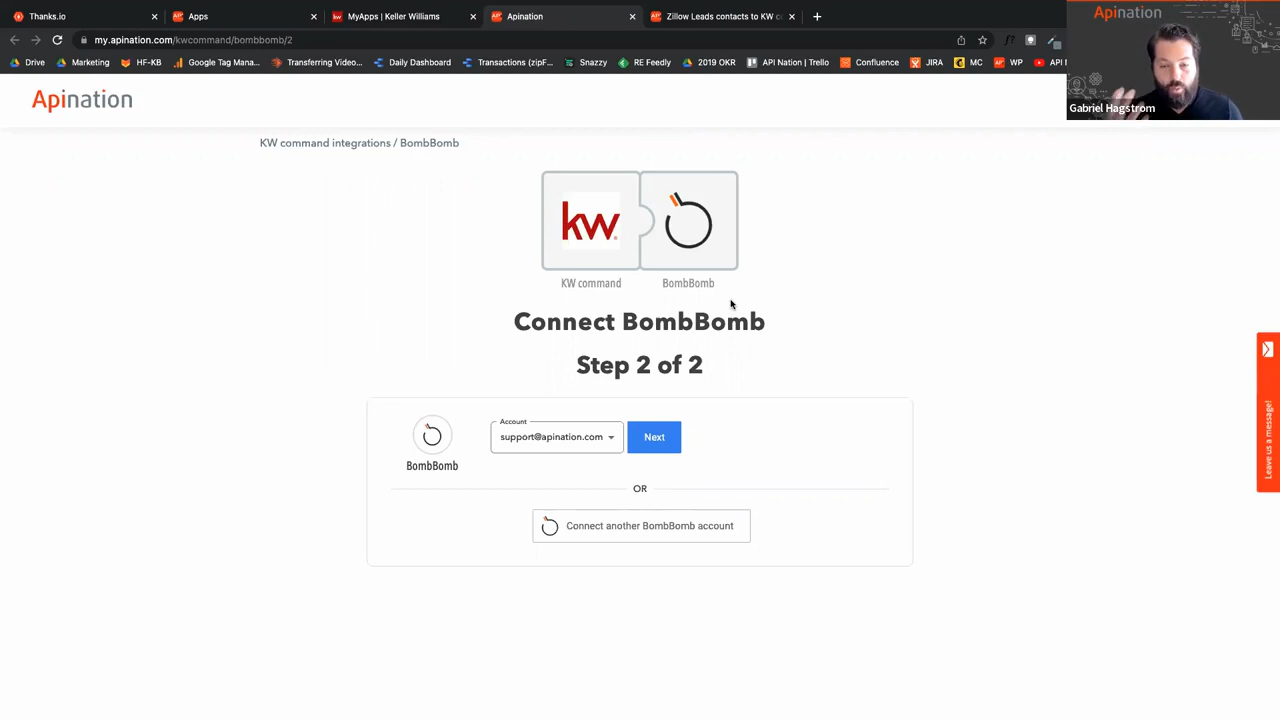 Thanks.io
Apps
MyApps | Keller Williams
Apination
Zillow Leads contacts to KW c
my.apination.com/kwcommand/bombbomb/2
Drive
Marketing
HF-KB
Google Tag Mana...
Transferring Video...
Daily Dashboard
Transactions (zipF...
Snazzy
RE Feedly
2019 OKR
API Nation | Trello
Confluence
JIRA
MC
WP
API N
Apination
Gabriel Hagstrom
Apination
KW command integrations / BombBomb
kw
KW command
BombBomb
Connect BombBomb
Step 2 of 2
Account
support@apination.com
Next
BombBomb
OR
Connect another BombBomb account
Leave us a message!